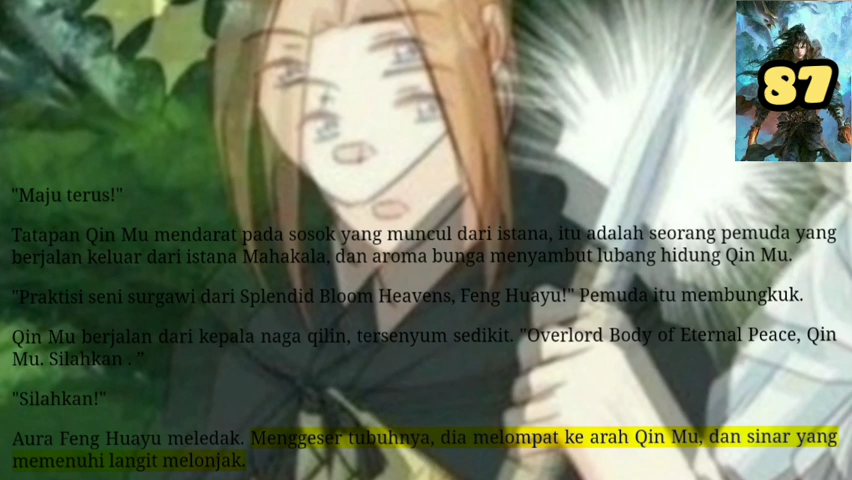 87
"Maju terus!"
Tatapan Qin Mu mendarat pada sosok yang muncul dari istana, itu adalah seorang pemuda yang
berjalan keluar dari istana Mahakala, dan aroma bunga menyambut lubang hidung Qin Mu.
"Praktisi seni surgawi dari Splendid Bloom Heavens, Feng Huayu!" Pemuda itu membungkuk.
Qin Mu berjalan dari kepala naga qilin, tersenyum sedikit. "Overlord Body of Eternal Peace, Qin
Mu. Silahkan . "
"Silahkan!"
Aura Feng Huayu meledak. Menggeser tubuhnya, dia melompat ke arah Qin Mu, dan sinar yang
memenuhi langit melonjak.